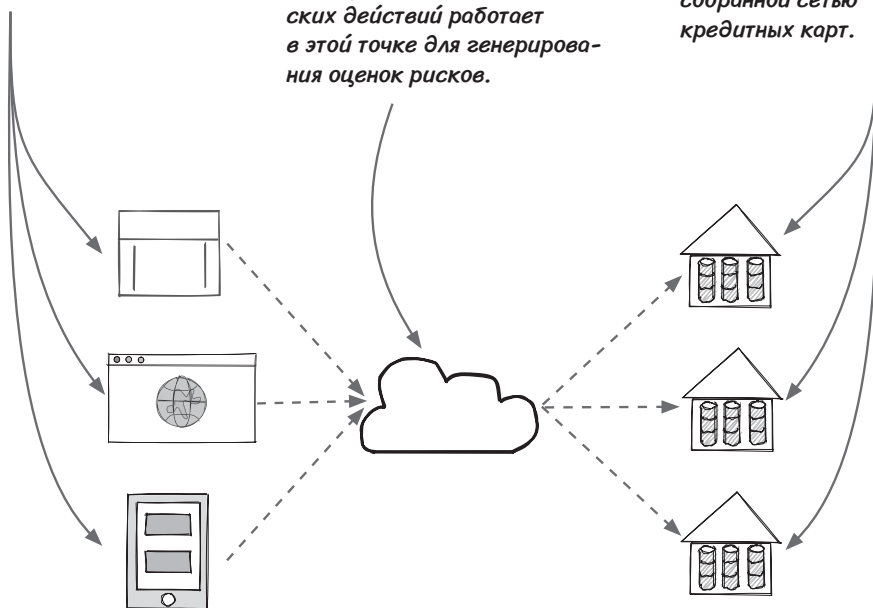 ских действий работает
в этой точке для генерирова-
ния оценок рисков.
собранной сетью
кредитных карт.